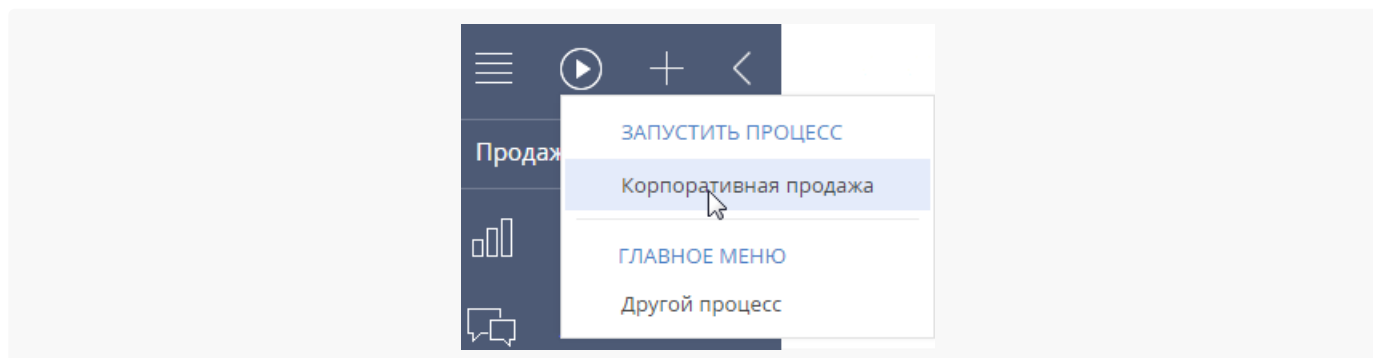 ЗАПУСТИТЬ ПРОЦЕСС
Продаж
Корпоративная продажа
ГЛАВНОЕ МЕНЮ
Другой процесс